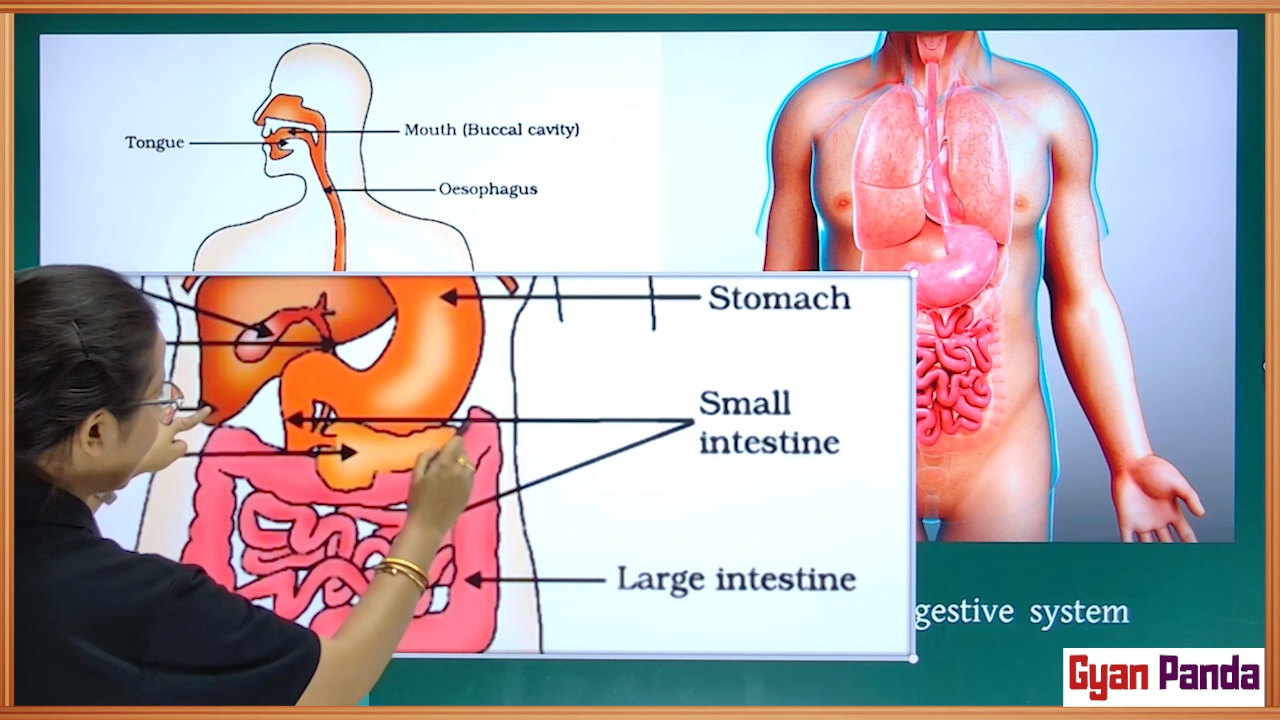 Mouth (Buccal cavity)
Tongue
Oesophagus
Stomach
Small
intestine
Large intestine
gestive system
Gyan Panda